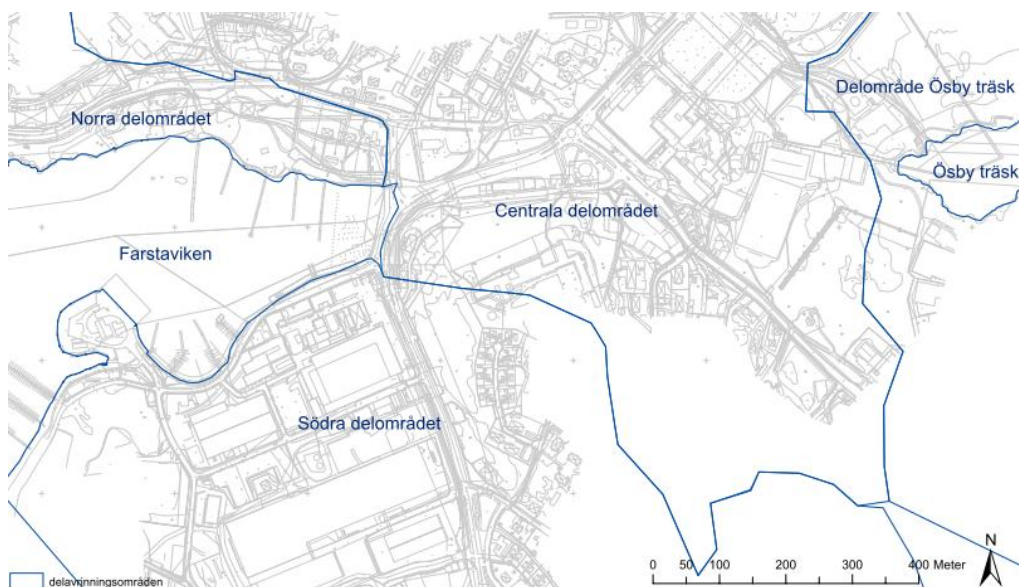 Delområde Ösby träsk
Norra delområdet
Ösby träsk
Centrala delområdet
Farstaviken
Södra delområdet
N
0 50 100 200 300 400 Meter
delavrinningsområden